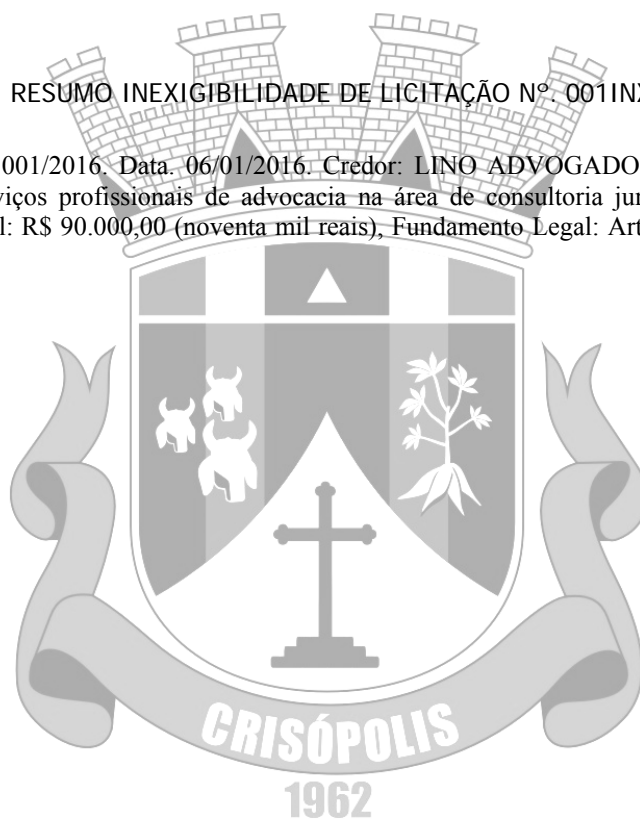 RESUMO INEXIGIBILIDADE DE LICITAÇÃO Nº. 001IN
001/2016. Data. 06/01/2016. Credor: LINO ADVOGADO
viços profissionais de advocacia na área de consultoria jur
l: R$ 90.000,00 (noventa mil reais), Fundamento Legal: Art
CRISÓPOLIS
1962